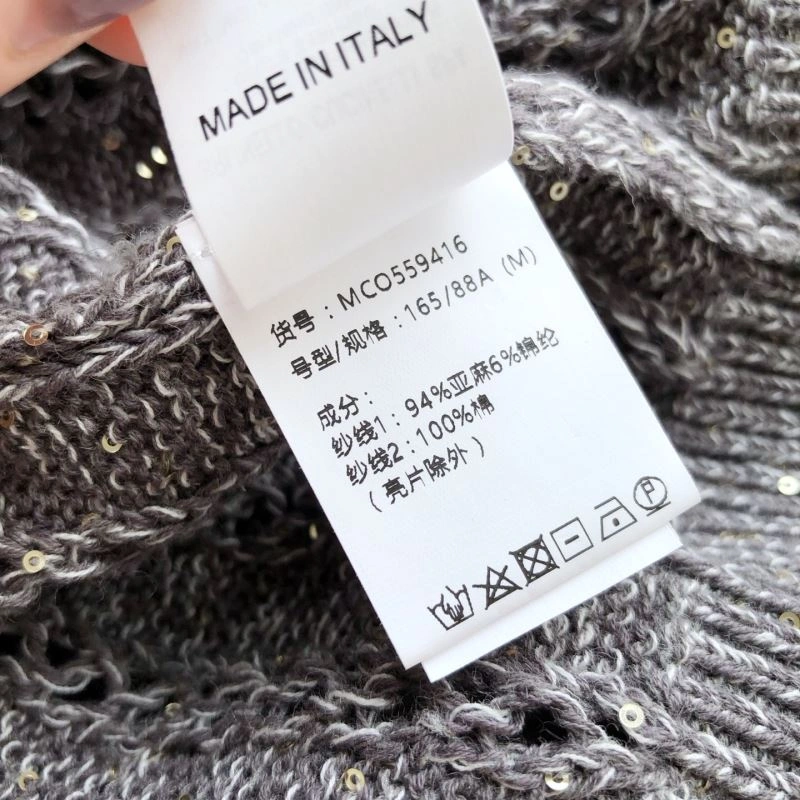 MADE IN ITALY
货号：MCO559416
号型/规格：165/88A (M)
成分：
纱线1：94%亚麻6%锦纶
纱线2：100%棉
（亮片除外）
P